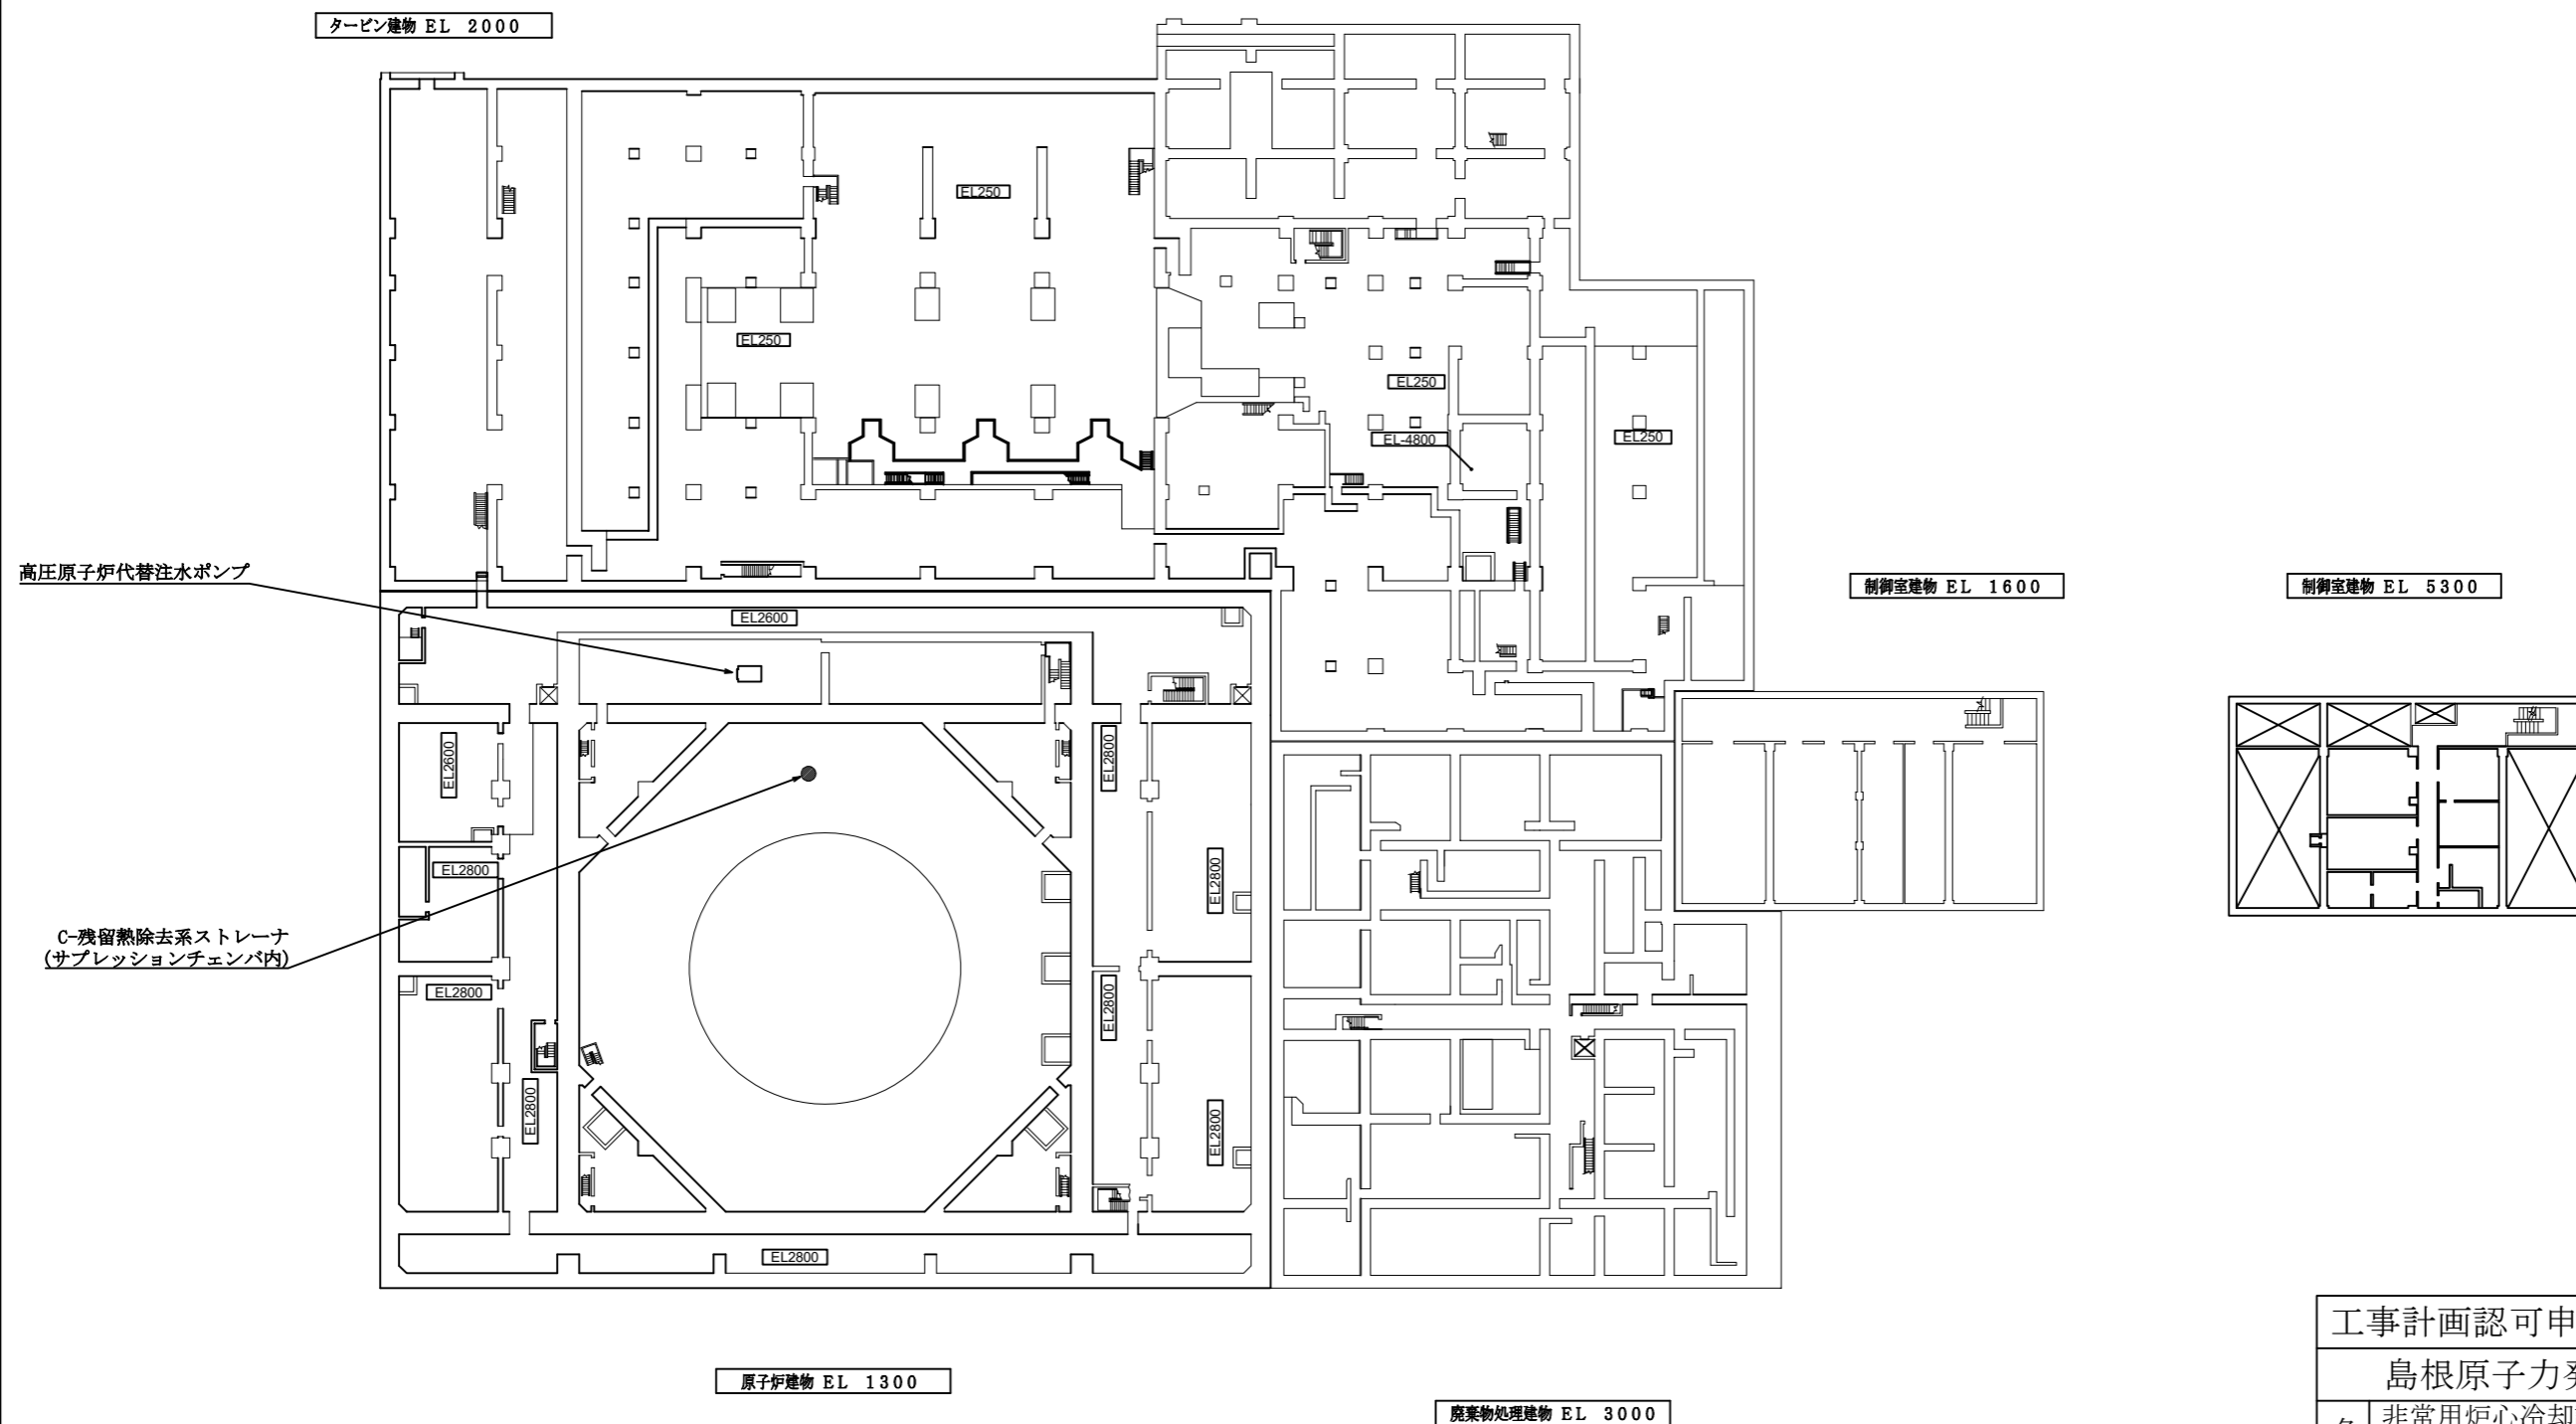 タービン建物 EL 2000
EL250
EL250
EL250
EL-4800
EL250
高圧原子炉代替注水ポンプ
制御室建物 EL 1600
制御室建物 EL 5300
EL2600
EL2600
EL2800
EL2800
EL2800
C-残留熱除去系ストレーナ
(サプレッションチェンバ内)
EL2800
EL2800
EL2800
EL2800
EL2800
原子炉建物 EL 1300
廃棄物処理建物 EL 3000
工事計画認可申
島根原子力
非常用炉心冷却